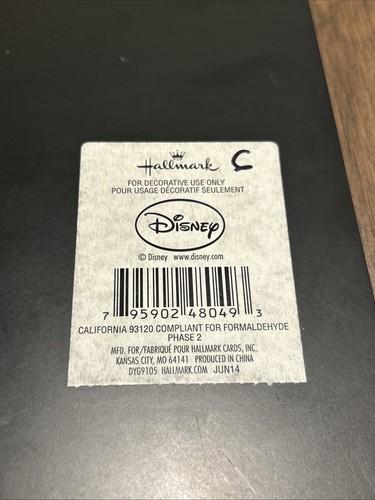 Hallmark C
FOR DECORATIVE USE ONLY
POUR USAGE DÉCORATIF SEULEMENT
Disney
© Disney www.disney.com
7 95902 48049 3
CALIFORNIA 93120 COMPLIANT FOR FORMALDEHYDE
PHASE 2
MFD. FOR/FABRIQUÉ POUR HALLMARK CARDS, INC.
KANSAS CITY, MO 64141 PRODUCED IN CHINA
DYG9105 HALLMARK.COM JUN14